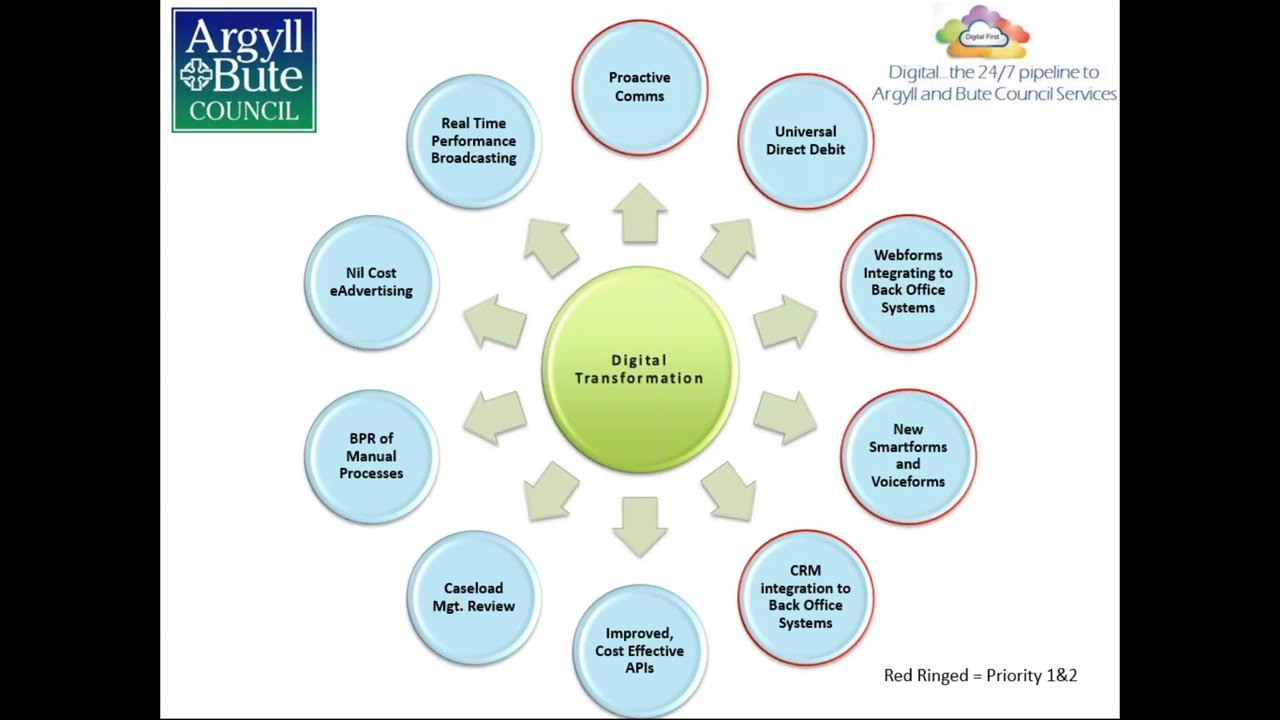 Argyll
Bute
COUNCIL
Digital First
Digital...the 24/7 pipeline to
Argyll and Bute Council Services
Proactive
Comms
Universal
Direct Debit
Webforms
Integrating to
Back Office
Systems
New
Smartforms
and
Voiceforms
CRM
integration to
Back Office
Systems
Improved,
Cost Effective
APIs
Caseload
Mgt. Review
BPR of
Manual
Processes
Nil Cost
eAdvertising
Real Time
Performance
Broadcasting
Digital
Transformation
Red Ringed = Priority 1&2